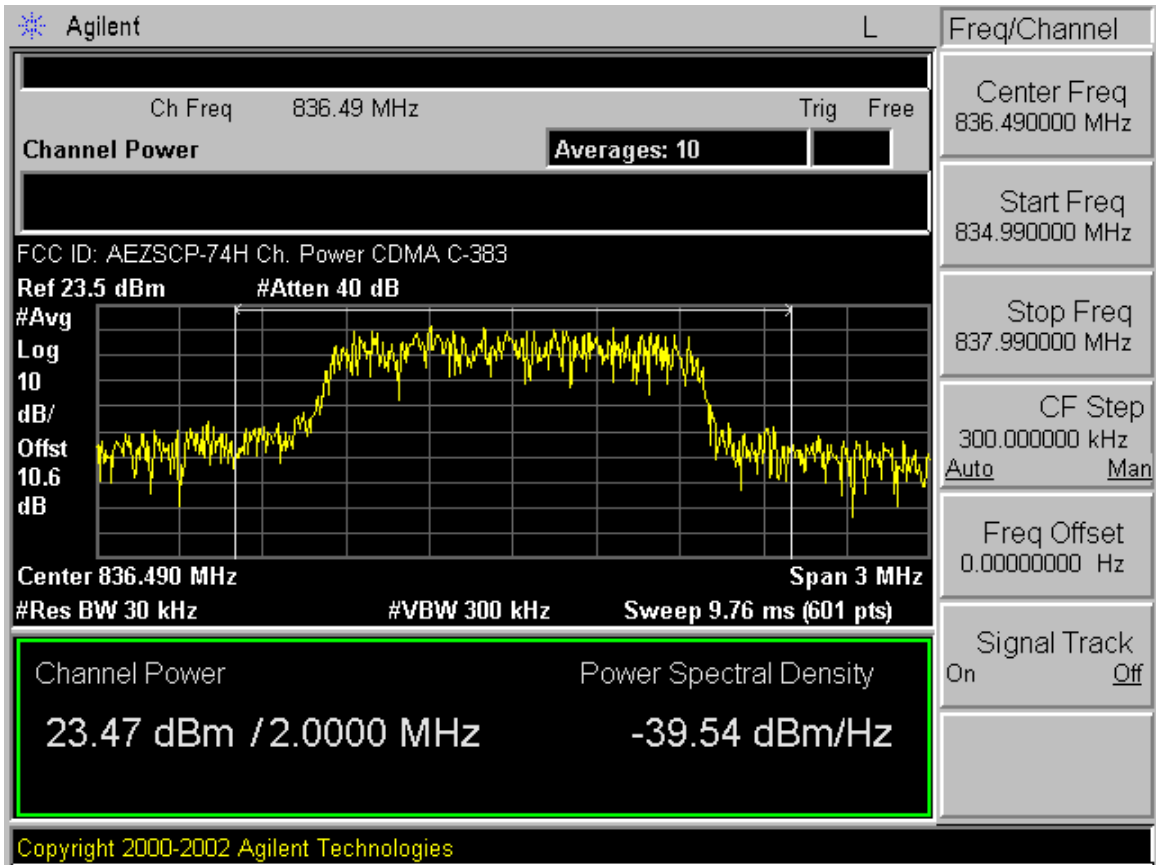 Agilent L
Freq/Channel
Ch Freq 836.49 MHz Trig Free
Channel Power Averages: 10
FCC ID: AEZSCP-74H Ch. Power CDMA C-383
Ref 23.5 dBm #Atten 40 dB
#Avg
Log
10
dB/
Offst
10.6
dB
Center 836.490 MHz Span 3 MHz
#Res BW 30 kHz #VBW 300 kHz Sweep 9.76 ms (601 pts)
Channel Power Power Spectral Density
23.47 dBm / 2.0000 MHz -39.54 dBm/Hz
Center Freq
836.490000 MHz
Start Freq
834.990000 MHz
Stop Freq
837.990000 MHz
CF Step
300.000000 kHz
Auto Man
Freq Offset
0.00000000 Hz
Signal Track
On Off
Copyright 2000-2002 Agilent Technologies